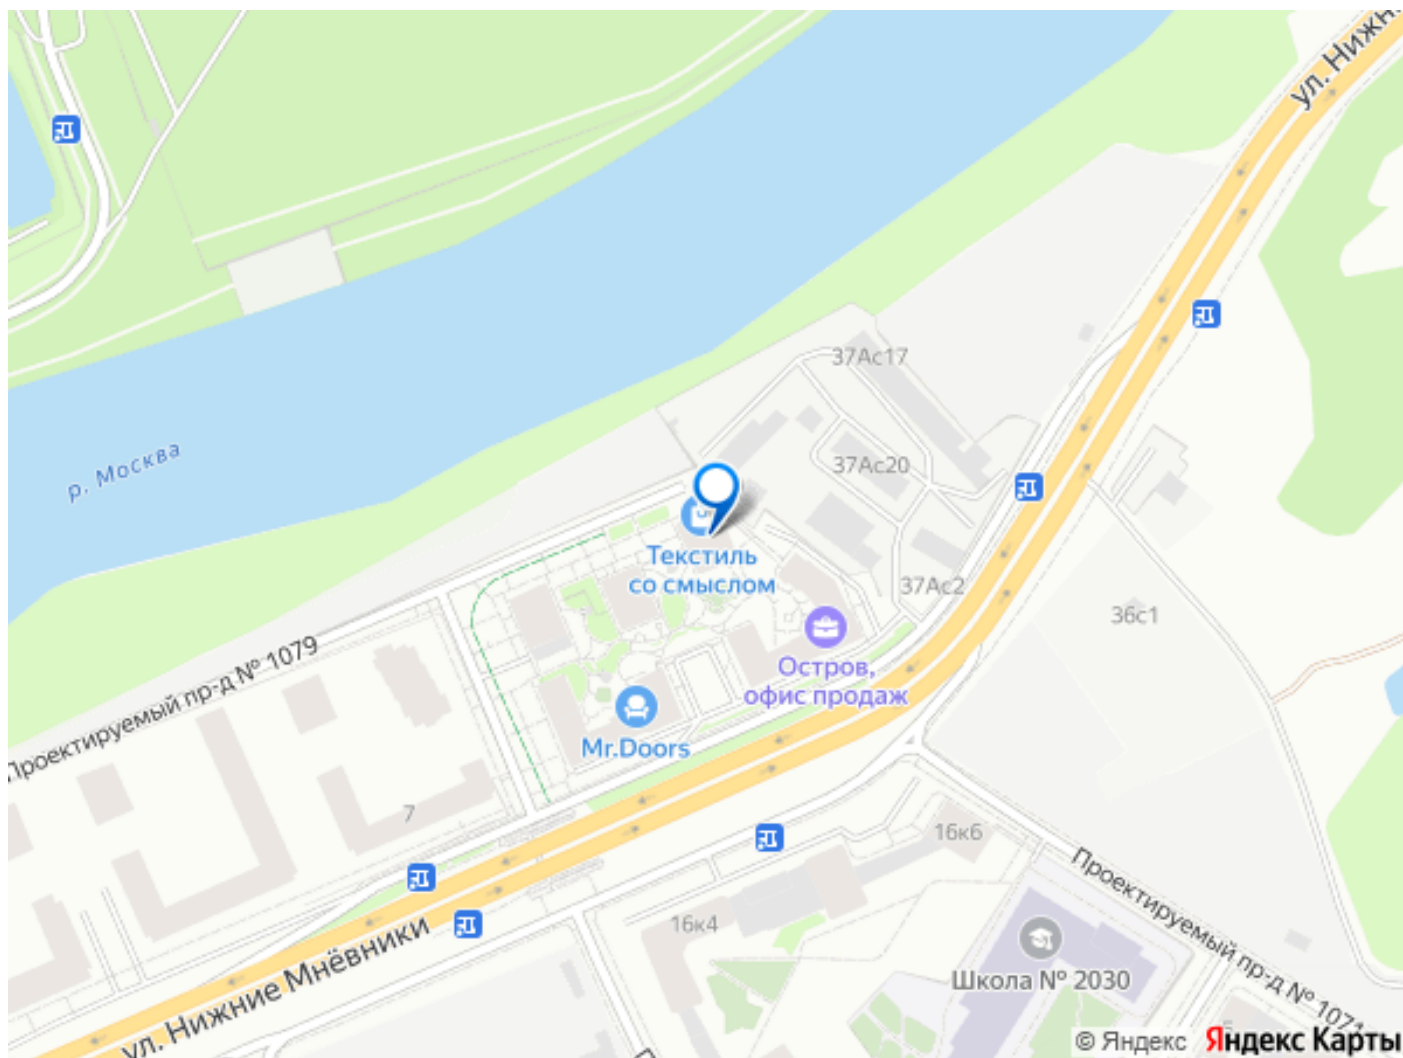 ул. Нижн
37Ас17
р. Москва
37Ас20
Текстиль
со смыслом
37Ас2
36с1
Проектируемый пр-д № 1079
Остров,
офис продаж
Mr.Doors
7
16к6
Проектируемый пр-д № 1071
16к4
ул. Нижние Мнёвники
Школа № 2030
© Яндекс Яндекс Карты